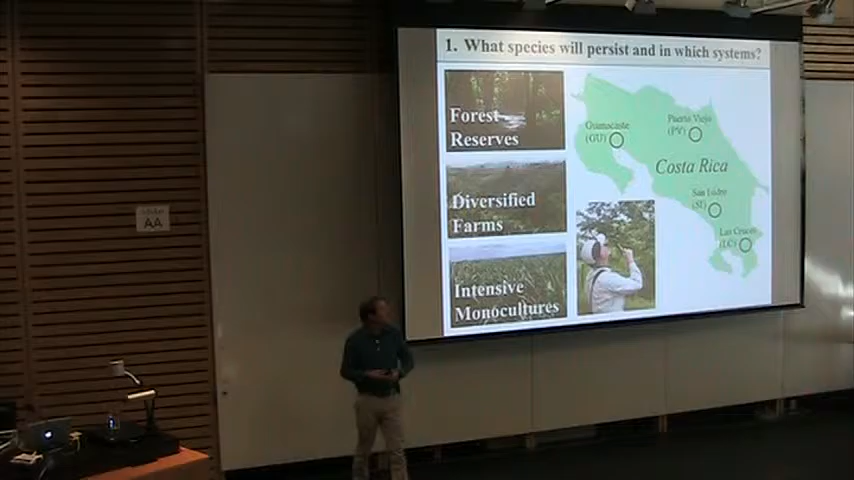 1. What species will persist and in which systems?
Forest
Reserves
Diversified
Farms
Intensive
Monocultures
Guanacaste
(GU)
Puerto Viejo
(PV)
Costa Rica
San Isidro
(SI)
Las Cruces
(LC)
AA